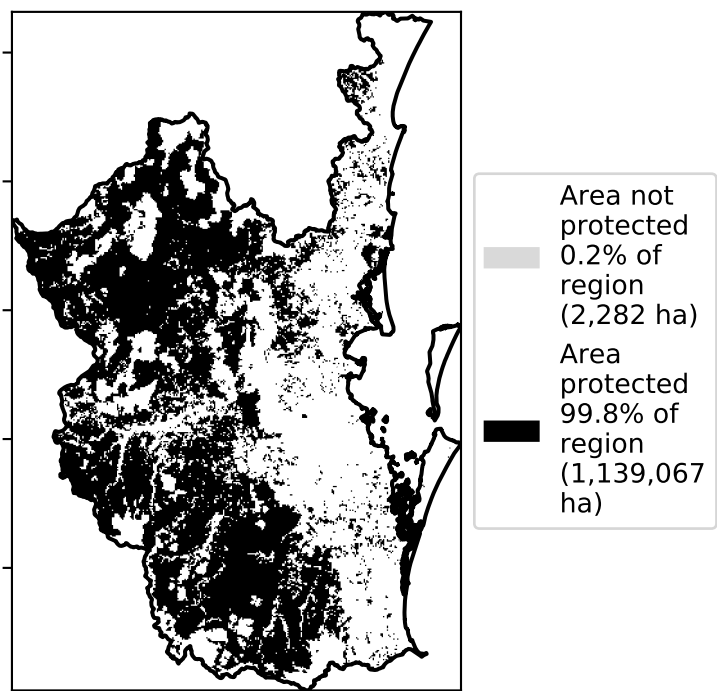 Area not
protected
0.2% of
region
(2,282 ha)
Area
protected
99.8% of
region
(1,139,067
ha)